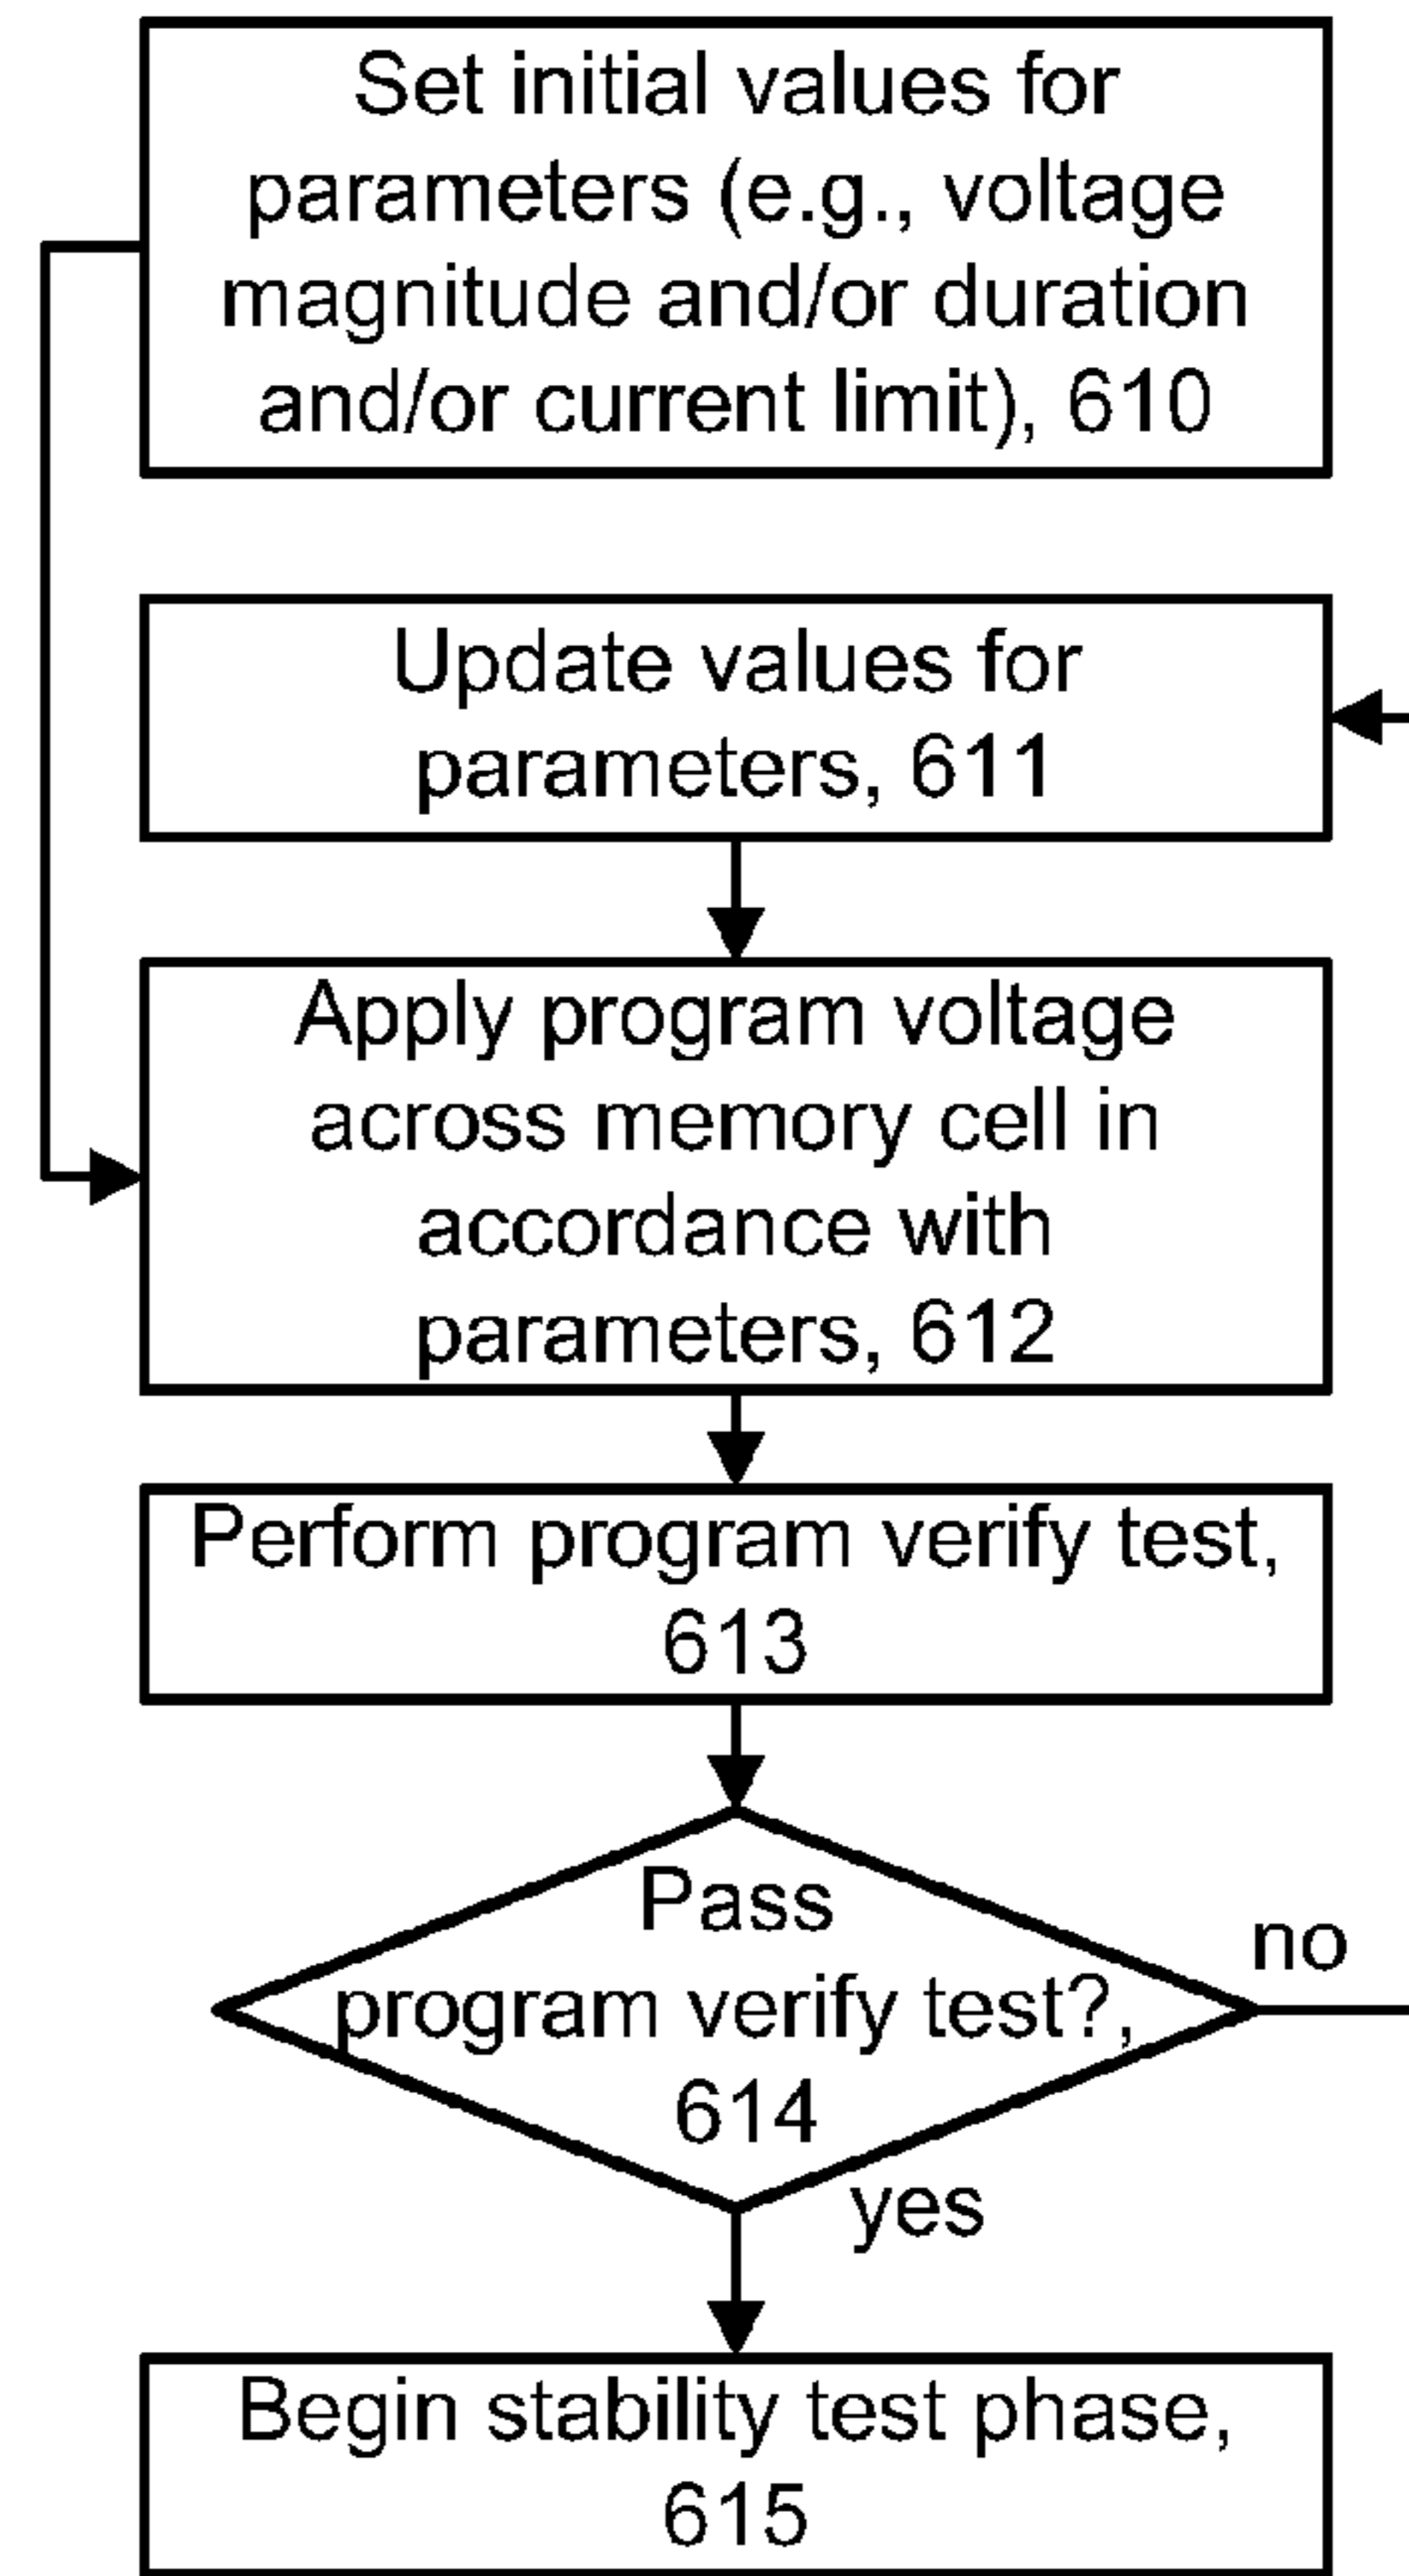 Set initial values for
parameters (e.g., voltage
magnitude and/or duration
and/or current limit), 610
Update values for
parameters, 611
Apply program voltage
across memory cell in
accordance with
parameters, 612
Perform program verify test,
613
Pass
program verify test?,
614
no
yes
Begin stability test phase,
615